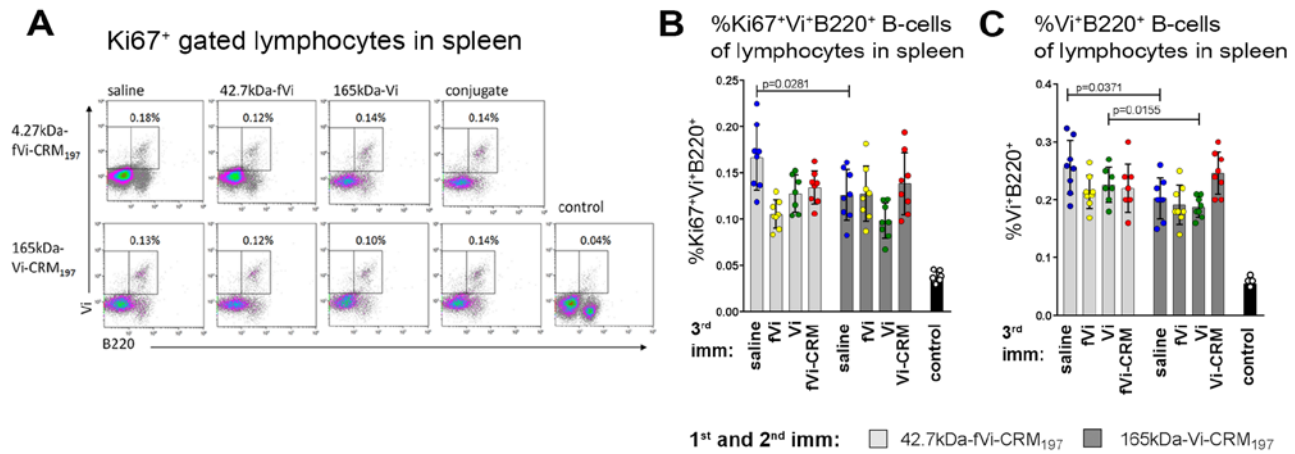 A
Ki67⁺ gated lymphocytes in spleen
saline 42.7kDa-fVi 165kDa-Vi conjugate
4.27kDa-
fVi-CRM₁₉₇
0.18% 0.12% 0.14% 0.14%
control
165kDa-
Vi-CRM₁₉₇
0.13% 0.12% 0.10% 0.14% 0.04%
Vi
B220
B
%Ki67⁺Vi⁺B220⁺ B-cells
of lymphocytes in spleen
%Ki67⁺Vi⁺B220⁺
0.25
0.20
0.15
0.10
0.05
0.00
p=0.0281
3rd
imm:
saline
fVi
Vi
fVi-CRM
saline
fVi
Vi
Vi-CRM
control
C
%Vi⁺B220⁺ B-cells
of lymphocytes in spleen
%Vi⁺B220⁺
0.4
0.3
0.2
0.1
0.0
p=0.0371
p=0.0155
3rd
imm:
saline
fVi
Vi
fVi-CRM
saline
fVi
Vi
Vi-CRM
control
1st and 2nd imm: 42.7kDa-fVi-CRM₁₉₇ 165kDa-Vi-CRM₁₉₇